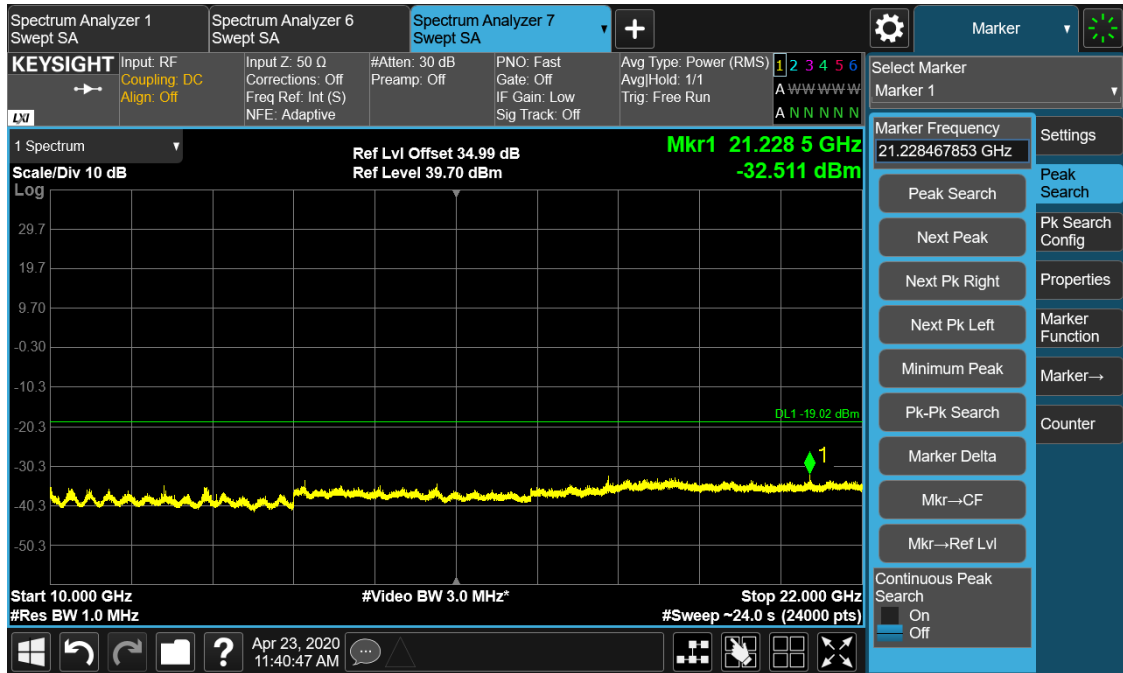 Spectrum Analyzer 1
Swept SA
Spectrum Analyzer 6
Swept SA
Spectrum Analyzer 7
Swept SA
Marker
KEYSIGHT
LXI
Input: RF
Coupling: DC
Align: Off
Input Z: 50 Ω
Corrections: Off
Freq Ref: Int (S)
NFE: Adaptive
#Atten: 30 dB
Preamp: Off
PNO: Fast
Gate: Off
IF Gain: Low
Sig Track: Off
Avg Type: Power (RMS)
Avg|Hold: 1/1
Trig: Free Run
1 2 3 4 5 6
A W W W W W
A N N N N N
Select Marker
Marker 1
1 Spectrum
Scale/Div 10 dB
Log
Ref Lvl Offset 34.99 dB
Ref Level 39.70 dBm
Mkr1 21.228 5 GHz
-32.511 dBm
29.7
19.7
9.70
-0.30
-10.3
-20.3
-30.3
-40.3
-50.3
DL1 -19.02 dBm
1
Start 10.000 GHz
#Res BW 1.0 MHz
#Video BW 3.0 MHz*
Stop 22.000 GHz
#Sweep ~24.0 s (24000 pts)
Marker Frequency
21.228467853 GHz
Peak Search
Next Peak
Next Pk Right
Next Pk Left
Minimum Peak
Pk-Pk Search
Marker Delta
Mkr→CF
Mkr→Ref Lvl
Continuous Peak
Search
On
Off
Settings
Peak
Search
Pk Search
Config
Properties
Marker
Function
Marker→
Counter
?
Apr 23, 2020
11:40:47 AM